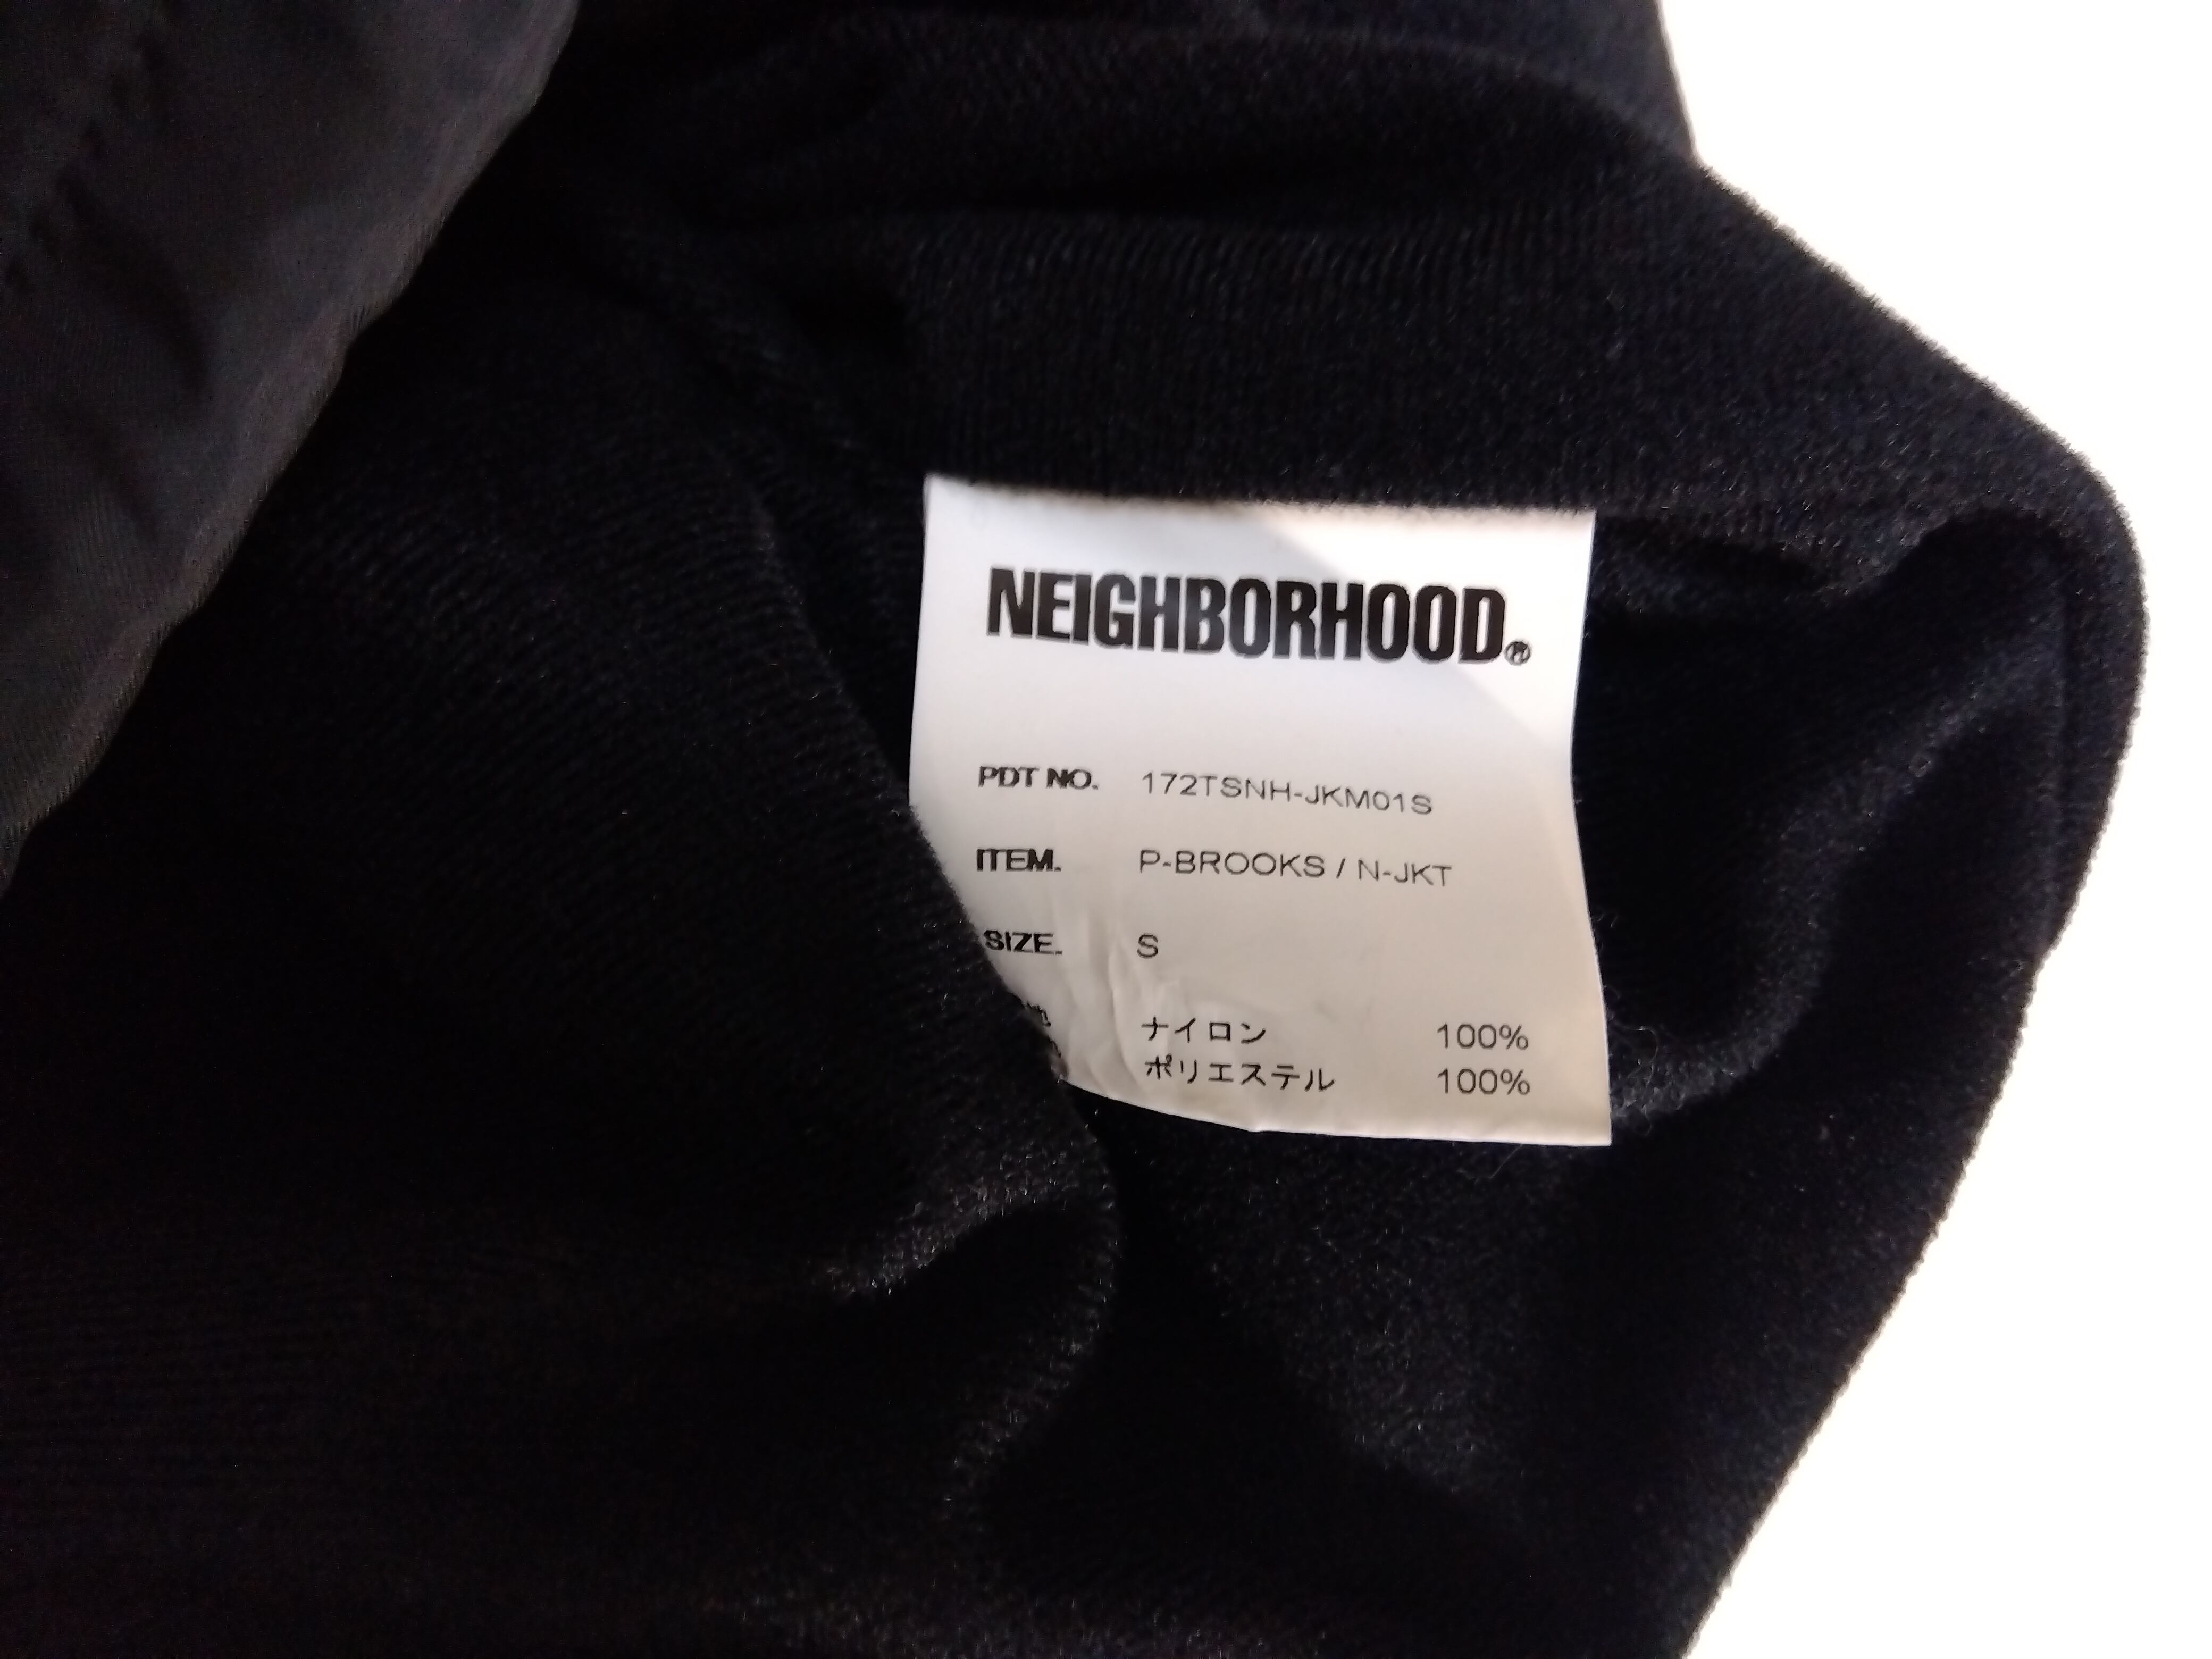 NEIGHBORHOOD®
PDT NO. 172TSNH-JKM01S
ITEM. P-BROOKS / N-JKT
SIZE. S
ナイロン 100%
ポリエステル 100%